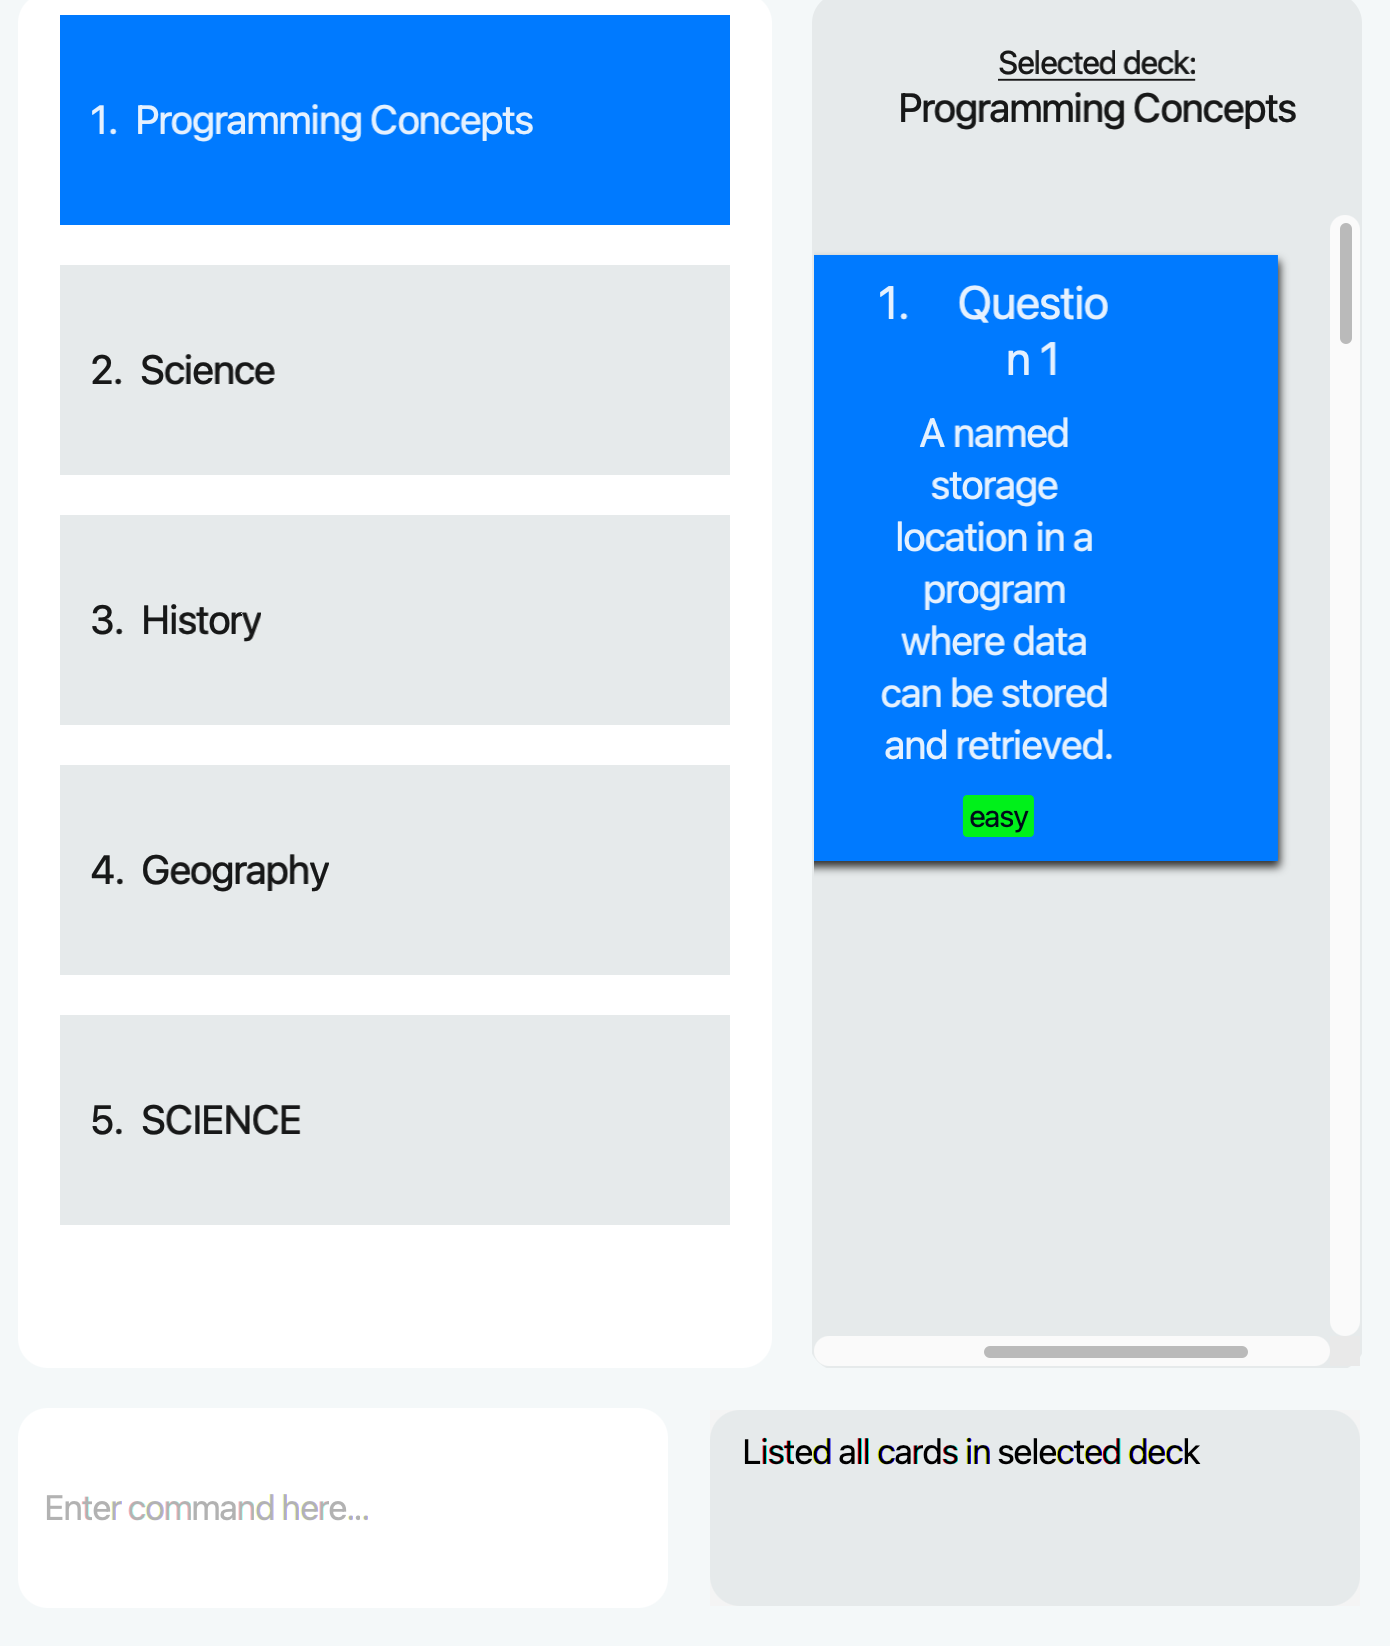 1. Programming Concepts
2. Science
3. History
4. Geography
5. SCIENCE
Selected deck:
Programming Concepts
1. Questio
n 1
A named
storage
location in a
program
where data
can be stored
and retrieved.
easy
Enter command here...
Listed all cards in selected deck